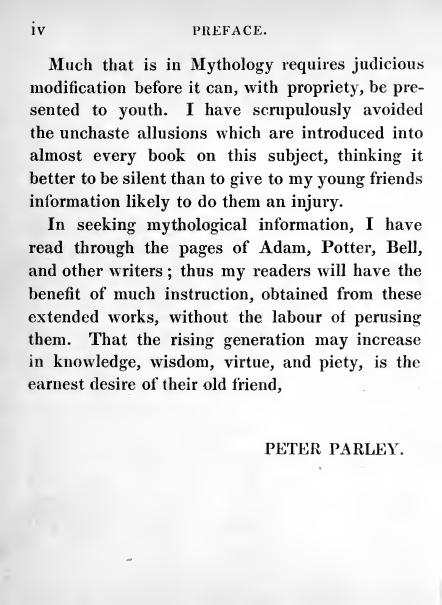 iv PREFACE.
Much that is in Mythology requires judicious
modification before it can, with propriety, be pre-
sented to youth. I have scrupulously avoided
the unchaste allusions which are introduced into
almost every book on this subject, thinking it
better to be silent than to give to my young friends
information likely to do them an injury.
In seeking mythological information, I have
read through the pages of Adam, Potter, Bell,
and other writers; thus my readers will have the
benefit of much instruction, obtained from these
extended works, without the labour of perusing
them. That the rising generation may increase
in knowledge, wisdom, virtue, and piety, is the
earnest desire of their old friend,
PETER PARLEY.